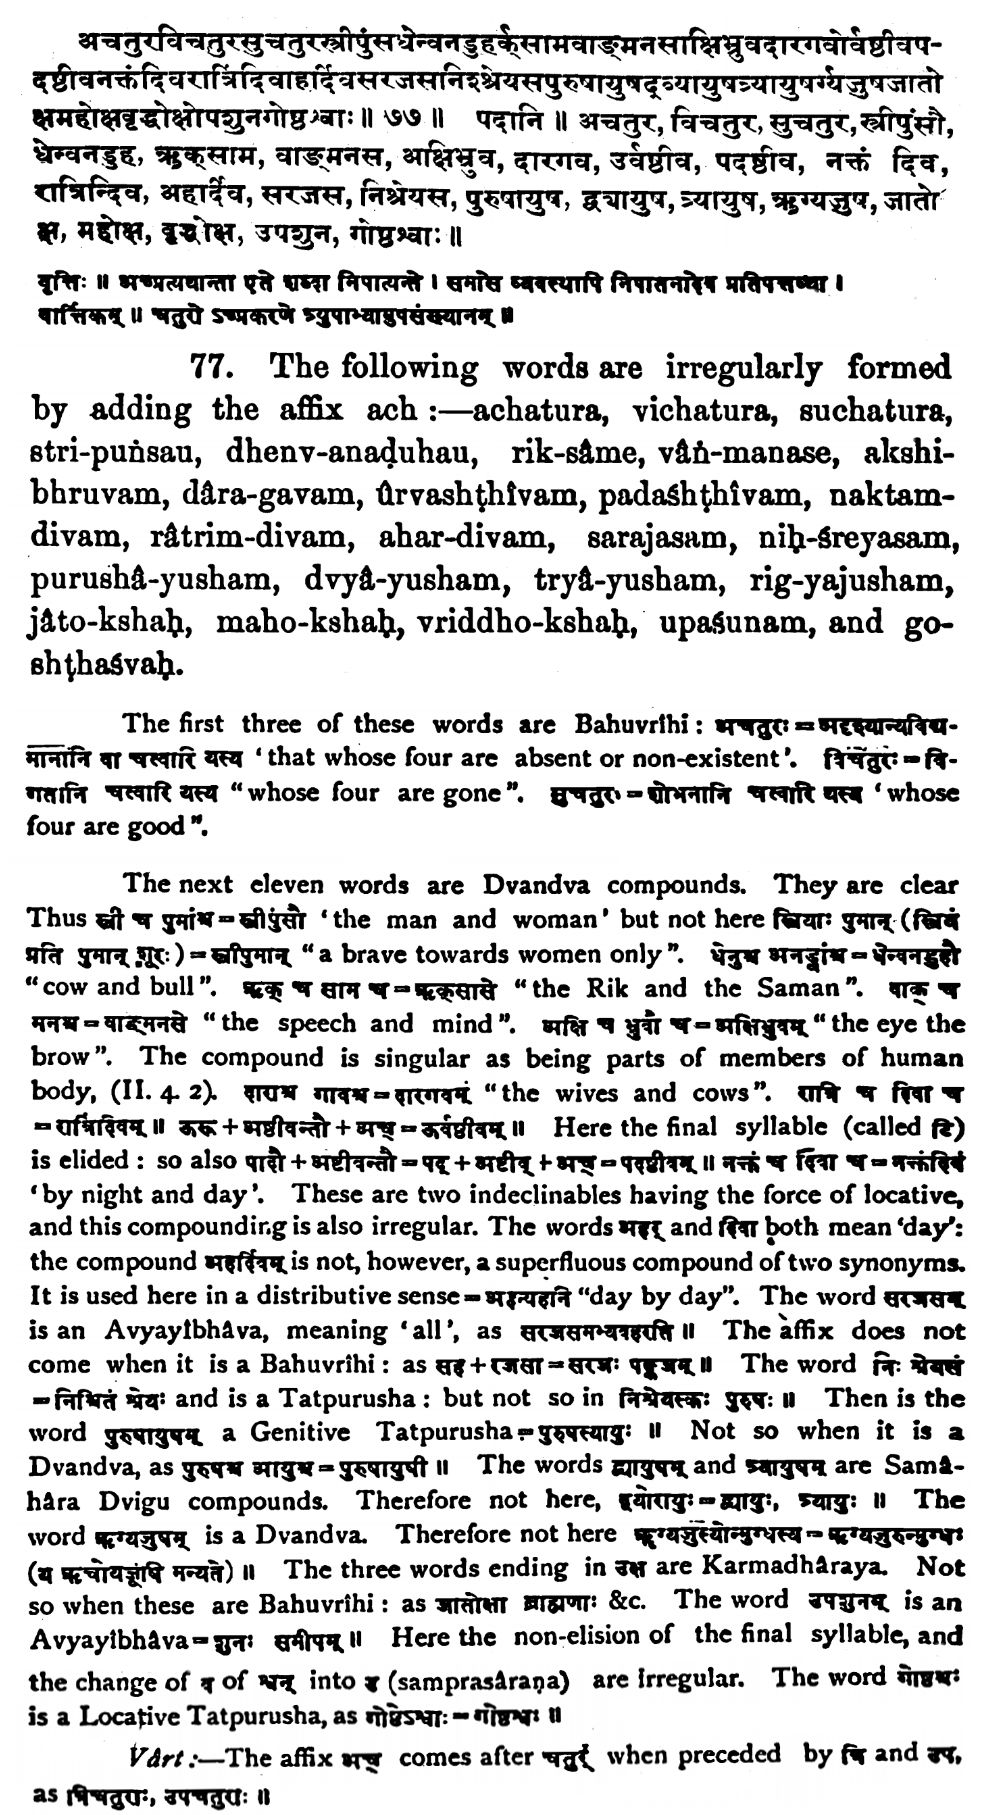 अचतुरविचतुरसुचतुरस्त्रीपुंसधेन्वनडुहर्क्सामवाङ्मनसाक्षिभ्रुवदारगवोर्वष्ठीवप-
दष्ठीवनक्तंदिवरात्रिंदिवाहर्दिवसरजसनिश्श्रेयसपुरुषायुषद्व्यायुषत्र्यायुषर्ग्यजुषजातो
क्षमहोक्षवृद्धोक्षोपशुनगोष्ठश्वाः ॥ ७७ ॥ पदानि ॥ अचतुर, विचतुर, सुचतुर, स्त्रीपुंसौ,
धेन्वनडुह, ऋक्साम, वाङ्मनस, अक्षिभ्रुव, दारगव, उर्वष्ठीव, पदष्ठीव, नक्तं दिव,
रात्रिन्दिव, अहार्दिव, सरजस, निश्रेयस, पुरुषायुष, द्व्यायुष, त्र्यायुष, ऋग्यजुष, जातो
क्ष, महोक्ष, वृद्धोक्ष, उपशुन, गोष्ठश्वाः ॥
वृत्तिः ॥ अच्प्रत्ययान्ता एते शब्दा निपात्यन्ते । समासे व्यवस्थापि निपातनादेव प्रतिपत्तव्या ।
वार्त्तिकम् ॥ चतुरो ऽच्प्रकरणे त्र्युपाभ्यामुपसंख्यानम् ॥
77. The following words are irregularly formed
by adding the affix ach :—achatura, vichatura, suchatura,
stri-puṅsau, dhenv-anaḍuhau, rik-sâme, vâṅ-manase, akshi-
bhruvam, dâra-gavam, ûrvashṭhîvam, padashṭhîvam, naktam-
divam, râtrim-divam, ahar-divam, sarajasam, niḥ-śreyasam,
purushâ-yusham, dvyâ-yusham, tryâ-yusham, rig-yajusham,
jâto-kshaḥ, maho-kshaḥ, vriddho-kshaḥ, upaśunam, and go-
shṭhaśvaḥ.
The first three of these words are Bahuvrîhi : अचतुरः = अदृश्यान्यविद्य-
मानानि वा चत्वारि यस्य ‘that whose four are absent or non-existent’. विचतुरः = वि-
गतानि चत्वारि यस्य “whose four are gone”. सुचतुरः = शोभनानि चत्वारि यस्य ‘whose
four are good”.
The next eleven words are Dvandva compounds. They are clear
Thus स्त्री च पुमांश्च = स्त्रीपुंसौ ‘the man and woman’ but not here स्त्रियाः पुमान् (स्त्रियं
प्रति पुमान् शूरः) = स्त्रीपुमान् “a brave towards women only”. धेनुश्च अनड्वांश्च = धेन्वनडुहौ
“cow and bull”. ऋक् च साम च = ऋक्सासे “the Rik and the Saman”. वाक् च
मनश्च = वाङ्मनसे “the speech and mind”. अक्षि च भ्रुवौ च = अक्षिभ्रुवम् “the eye the
brow”. The compound is singular as being parts of members of human
body, (II. 4. 2). दाराश्च गावश्च = दारगवमं “the wives and cows”. रात्रि च दिवा च
= रात्रिंदिवम् ॥ ऊरू + अष्ठीवन्तौ + अच् = ऊर्वष्ठीवम् ॥ Here the final syllable (called टि)
is elided : so also पादौ + अष्टीवन्तौ = पद् + अष्टीव् + अच् = पदष्ठीवम् ॥ नक्तं च दिवा च = नक्तंदिवं
‘by night and day’. These are two indeclinables having the force of locative,
and this compounding is also irregular. The words अहर् and दिवा both mean ‘day’:
the compound अहर्दिवम् is not, however, a superfluous compound of two synonyms.
It is used here in a distributive sense = अहन्यहनि “day by day”. The word सरजसम्
is an Avyayîbhâva, meaning ‘all’, as सरजसमभ्यवहरति ॥ The affix does not
come when it is a Bahuvrîhi : as सह + रजसा = सरजः पङ्कजम् ॥ The word निः श्रेयसं
= निश्चितं श्रेयः and is a Tatpurusha : but not so in निश्रेयस्कः पुरुषः ॥ Then is the
word पुरुषायुषम् a Genitive Tatpurusha = पुरुषस्यायुः ॥ Not so when it is a
Dvandva, as पुरुषश्च आयुश्च = पुरुषायुषी ॥ The words द्व्यायुषम् and त्र्यायुषम् are Samâ-
hâra Dvigu compounds. Therefore not here, द्वयोरायुः = द्व्यायुः, त्र्यायुः ॥ The
word ऋग्यजुषम् is a Dvandva. Therefore not here ऋग्यजुस्योन्मुग्धस्य = ऋग्यजुरुन्मुग्धः
(य ऋचोयजूंषि मन्यते) ॥ The three words ending in उक्ष are Karmadhâraya. Not
so when these are Bahuvrîhi : as जातोक्षा ब्राह्मणाः &c. The word उपशुनम् is an
Avyayîbhâva = शुनः समीपम् ॥ Here the non-elision of the final syllable, and
the change of व of श्वन् into उ (samprasâraṇa) are irregular. The word गोष्ठश्वः
is a Locative Tatpurusha, as गोष्ठेऽश्वाः = गोष्ठश्वः ॥
Vârt :—The affix अच् comes after चतुर् when preceded by त्रि and उप,
as त्रिचतुराः, उपचतुराः ॥